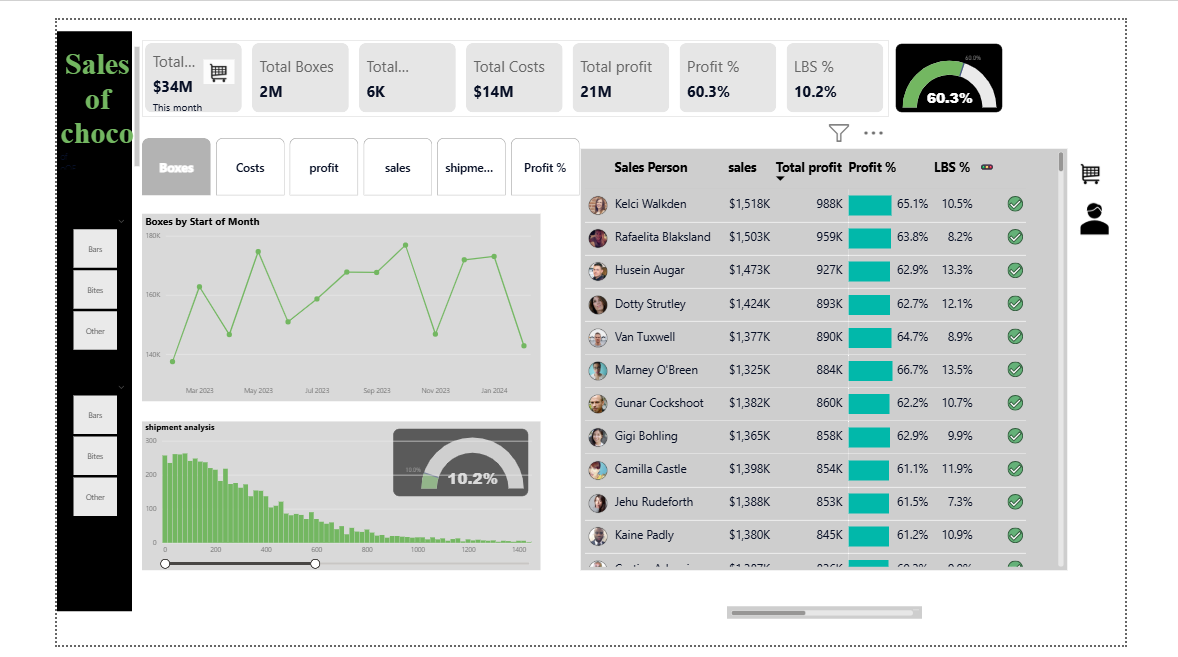 Sales
of
choco
Total...
$34M
This month
Total Boxes
2M
Total...
6K
Total Costs
$14M
Total profit
21M
Profit %
60.3%
LBS %
10.2%
60.0%
60.3%
Boxes
Costs
profit
sales
shipme...
Profit %
Bars
Bites
Other
Bars
Bites
Other
Boxes by Start of Month
180K
160K
140K
Mar 2023 May 2023 Jul 2023 Sep 2023 Nov 2023 Jan 2024
shipment analysis
300
200
100
0
0 200 400 600 800 1000 1200 1400
10.0%
10.2%
Sales Person sales Total profit Profit % LBS %
Kelci Walkden $1,518K 988K 65.1% 10.5%
Rafaelita Blaksland $1,503K 959K 63.8% 8.2%
Husein Augar $1,473K 927K 62.9% 13.3%
Dotty Strutley $1,424K 893K 62.7% 12.1%
Van Tuxwell $1,377K 890K 64.7% 8.9%
Marney O'Breen $1,325K 884K 66.7% 13.5%
Gunar Cockshoot $1,382K 860K 62.2% 10.7%
Gigi Bohling $1,365K 858K 62.9% 9.9%
Camilla Castle $1,398K 854K 61.1% 11.9%
Jehu Rudeforth $1,388K 853K 61.5% 7.3%
Kaine Padly $1,380K 845K 61.2% 10.9%